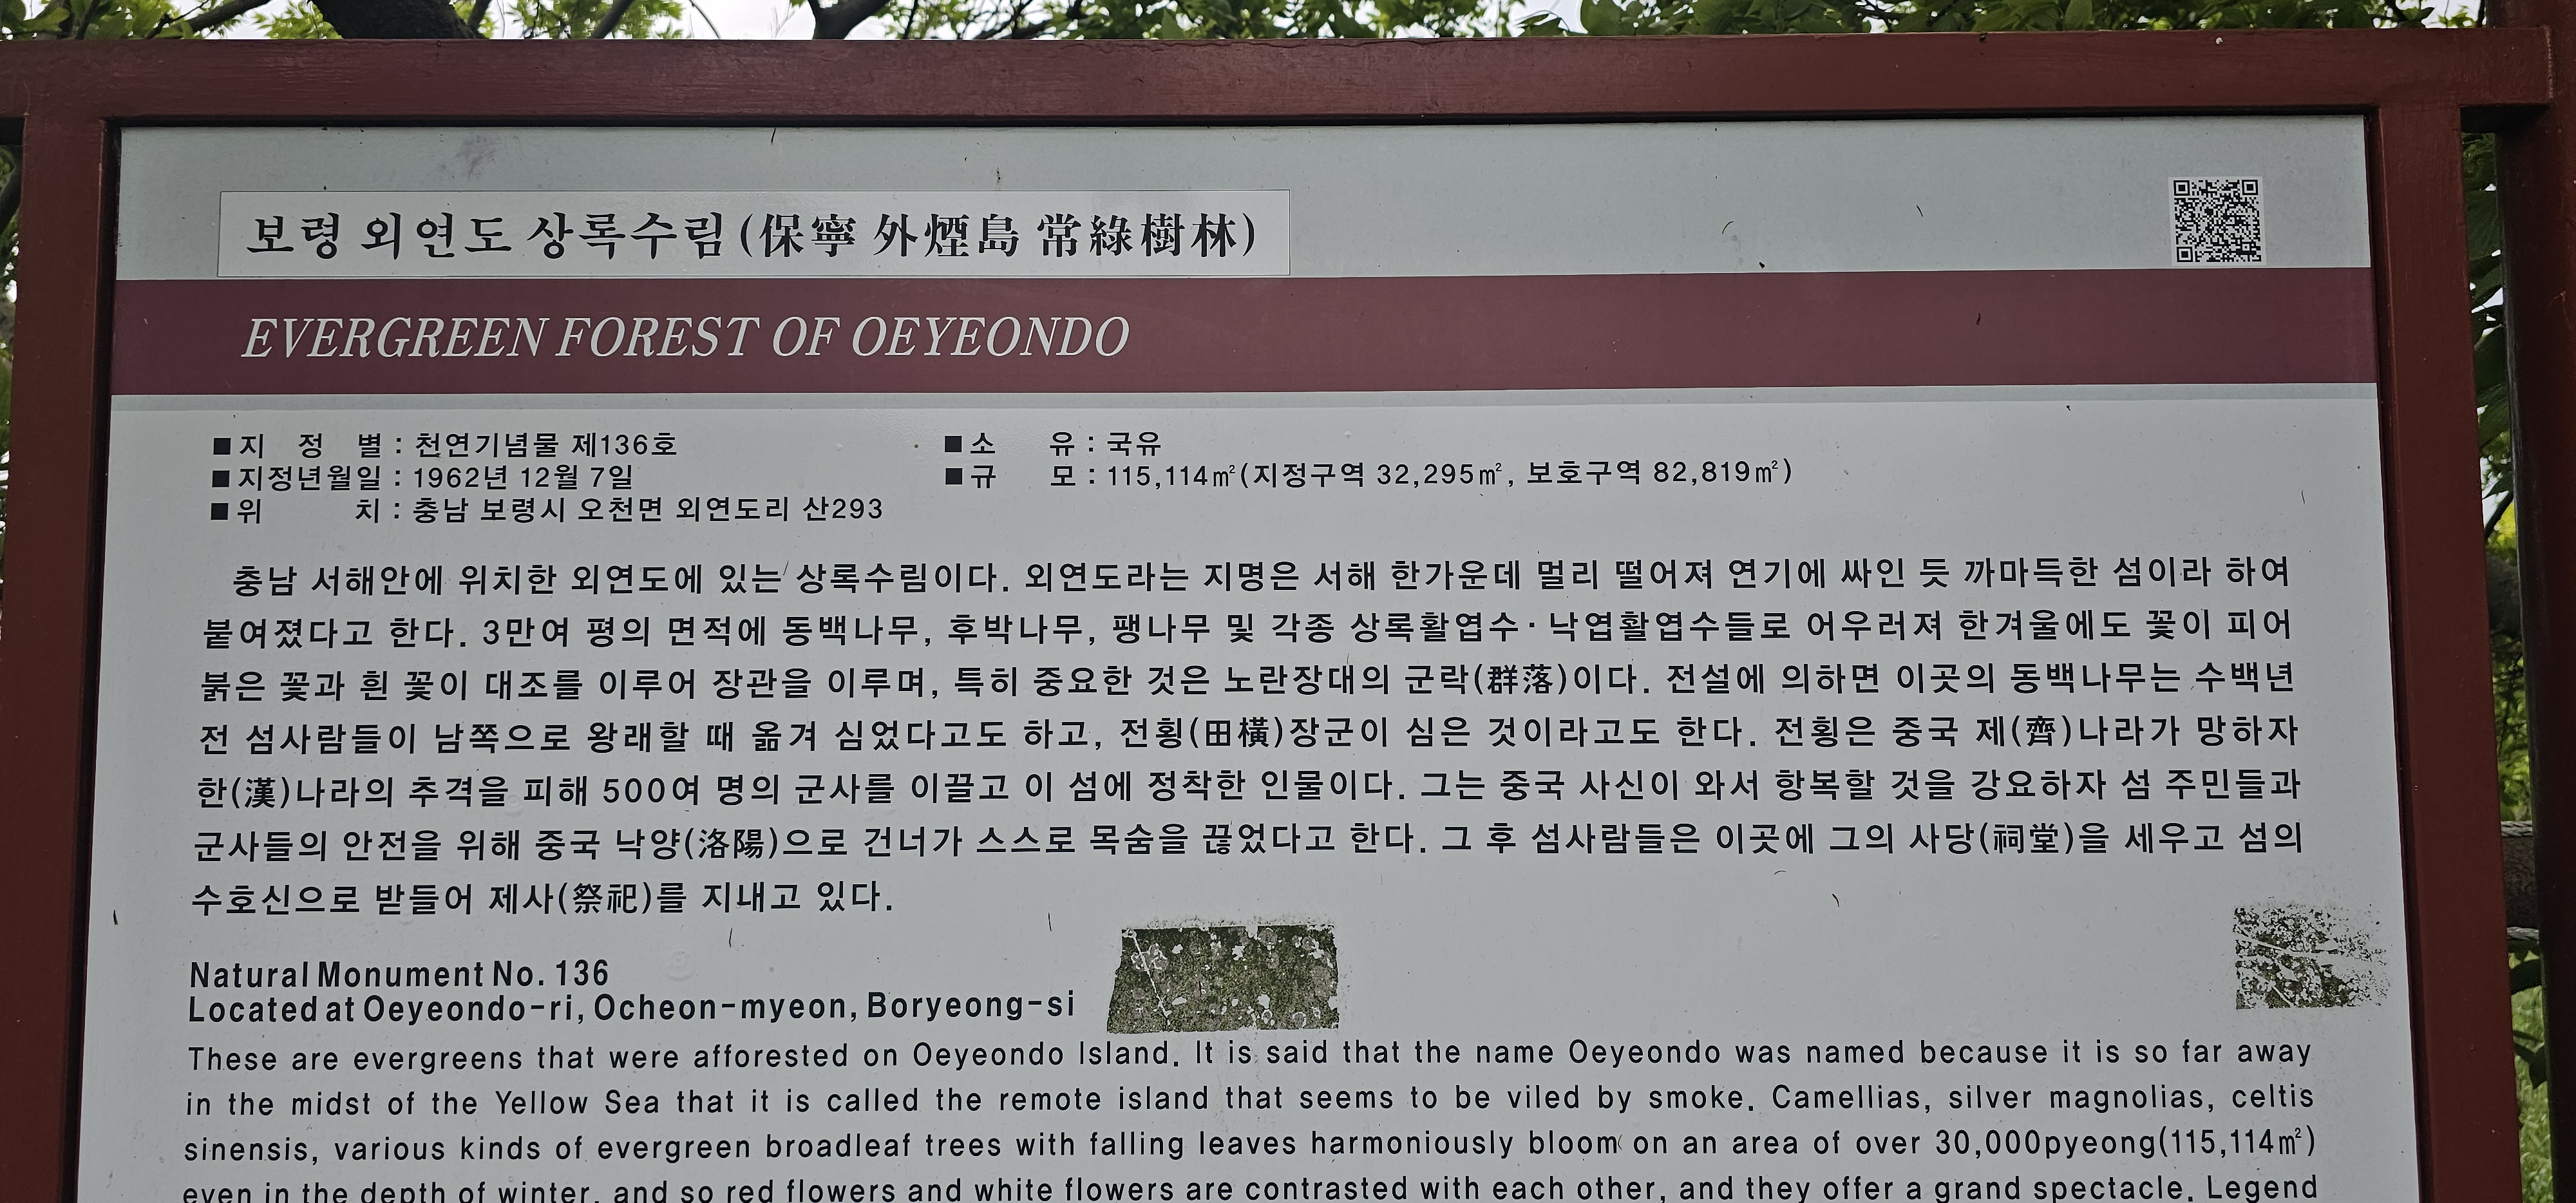 보령 외연도 상록수림(保寧 外煙島 常綠樹林)
EVERGREEN FOREST OF OEYEONDO
■지 정 별 : 천연기념물 제136호
■소 유 : 국유
■지정년월일 : 1962년 12월 7일
■규 모 : 115,114㎡(지정구역 32,295㎡, 보호구역 82,819㎡)
■위 치 : 충남 보령시 오천면 외연도리 산293
충남 서해안에 위치한 외연도에 있는 상록수림이다. 외연도라는 지명은 서해 한가운데 멀리 떨어져 연기에 싸인 듯 까마득한 섬이라 하여
붙여졌다고 한다. 3만여 평의 면적에 동백나무, 후박나무, 팽나무 및 각종 상록활엽수·낙엽활엽수들로 어우러져 한겨울에도 꽃이 피어
붉은 꽃과 흰 꽃이 대조를 이루어 장관을 이루며, 특히 중요한 것은 노란장대의 군락(群落)이다. 전설에 의하면 이곳의 동백나무는 수백년
전 섬사람들이 남쪽으로 왕래할 때 옮겨 심었다고도 하고, 전횡(田橫)장군이 심은 것이라고도 한다. 전횡은 중국 제(齊)나라가 망하자
한(漢)나라의 추격을 피해 500여 명의 군사를 이끌고 이 섬에 정착한 인물이다. 그는 중국 사신이 와서 항복할 것을 강요하자 섬 주민들과
군사들의 안전을 위해 중국 낙양(洛陽)으로 건너가 스스로 목숨을 끊었다고 한다. 그 후 섬사람들은 이곳에 그의 사당(祠堂)을 세우고 섬의
수호신으로 받들어 제사(祭祀)를 지내고 있다.
Natural Monument No. 136
Located at Oeyeondo-ri, Ocheon-myeon, Boryeong-si
These are evergreens that were afforested on Oeyeondo Island. It is said that the name Oeyeondo was named because it is so far away
in the midst of the Yellow Sea that it is called the remote island that seems to be viled by smoke. Camellias, silver magnolias, celtis
sinensis, various kinds of evergreen broadleaf trees with falling leaves harmoniously bloom on an area of over 30,000pyeong(115,114㎡)
even in the depth of winter, and so red flowers and white flowers are contrasted with each other, and they offer a grand spectacle. Legend